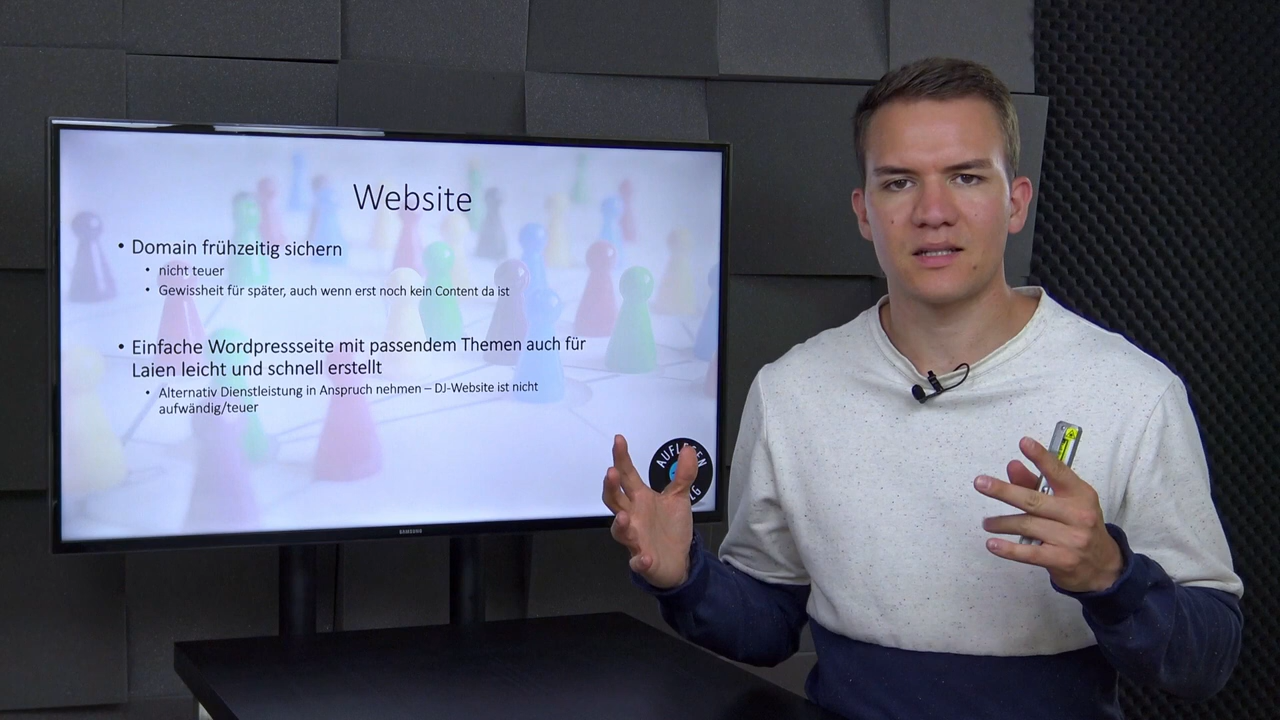 Website
• Domain frühzeitig sichern
• nicht teuer
• Gewissheit für später, auch wenn erst noch kein Content da ist
• Einfache Wordpressseite mit passendem Themen auch für
Laien leicht und schnell erstellt
• Alternativ Dienstleistung in Anspruch nehmen – DJ-Website ist nicht
aufwändig/teuer
SAMSUNG